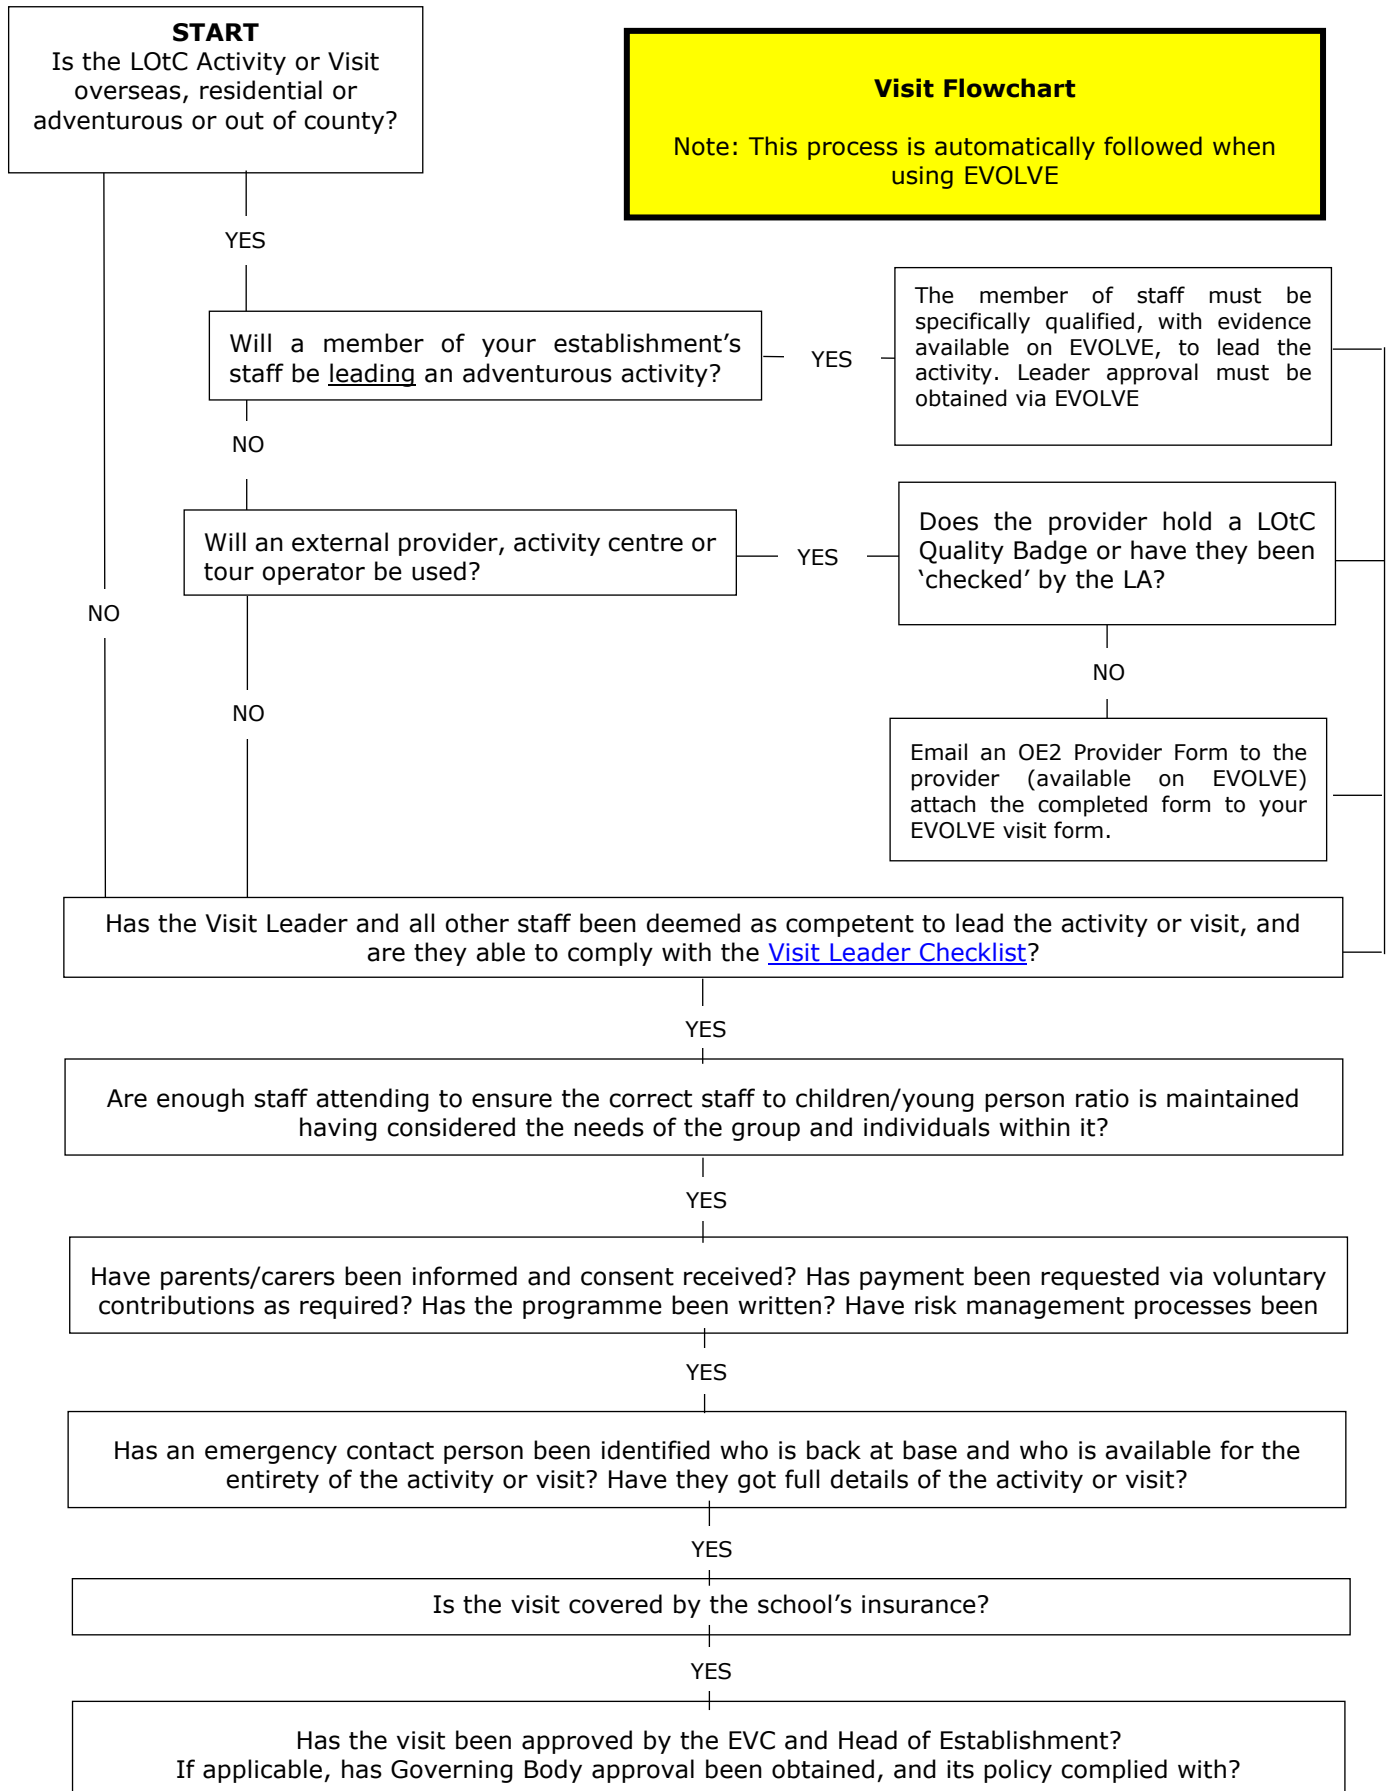 START
Is the LOtC Activity or Visit
overseas, residential or
adventurous or out of county?
Visit Flowchart
Note: This process is automatically followed when
using EVOLVE
YES
Will a member of your establishment's
staff be leading an adventurous activity?
YES
The member of staff must be
specifically qualified, with evidence
available on EVOLVE, to lead the
activity. Leader approval must be
obtained via EVOLVE
NO
Will an external provider, activity centre or
tour operator be used?
YES
Does the provider hold a LOtC
Quality Badge or have they been
‘checked’ by the LA?
NO
NO
NO
Email an OE2 Provider Form to the
provider (available on EVOLVE)
attach the completed form to your
EVOLVE visit form.
Has the Visit Leader and all other staff been deemed as competent to lead the activity or visit, and
are they able to comply with the Visit Leader Checklist?
YES
Are enough staff attending to ensure the correct staff to children/young person ratio is maintained
having considered the needs of the group and individuals within it?
YES
Have parents/carers been informed and consent received? Has payment been requested via voluntary
contributions as required? Has the programme been written? Have risk management processes been
YES
Has an emergency contact person been identified who is back at base and who is available for the
entirety of the activity or visit? Have they got full details of the activity or visit?
YES
Is the visit covered by the school’s insurance?
YES
Has the visit been approved by the EVC and Head of Establishment?
If applicable, has Governing Body approval been obtained, and its policy complied with?